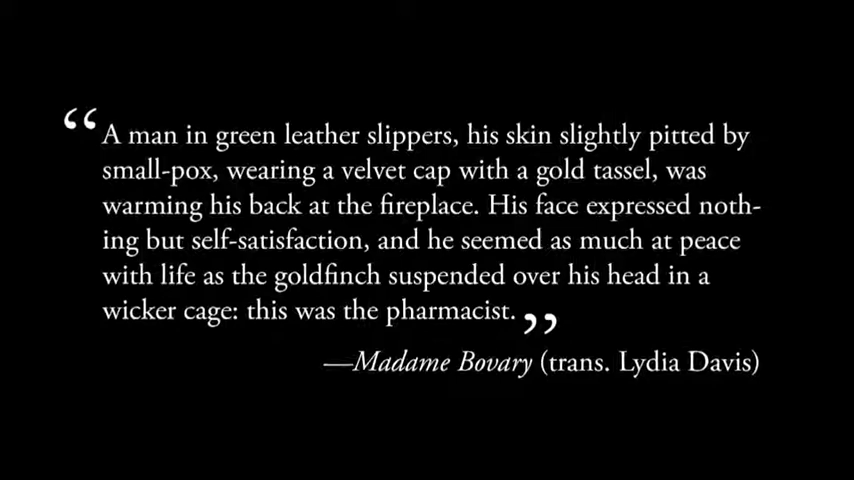 “A man in green leather slippers, his skin slightly pitted by
small-pox, wearing a velvet cap with a gold tassel, was
warming his back at the fireplace. His face expressed noth-
ing but self-satisfaction, and he seemed as much at peace
with life as the goldfinch suspended over his head in a
wicker cage: this was the pharmacist.”
—Madame Bovary (trans. Lydia Davis)